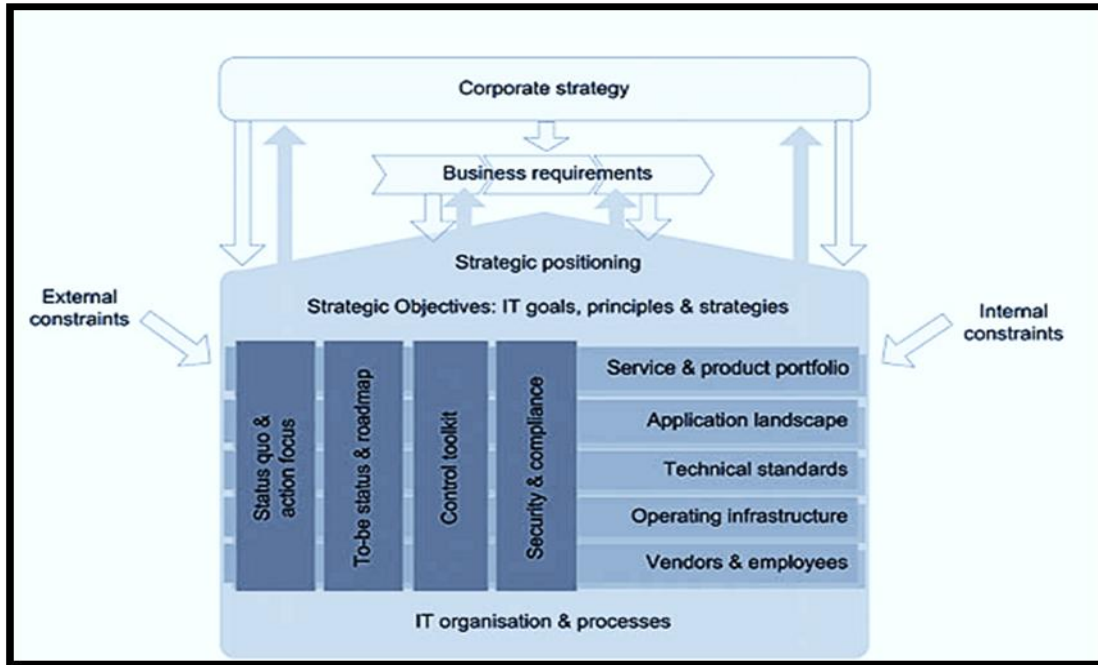 Corporate strategy
Business requirements
Strategic positioning
External
constraints
Strategic Objectives: IT goals, principles & strategies
Internal
constraints
Status quo &
action focus
To-be status & roadmap
Control toolkit
Security & compliance
Service & product portfolio
Application landscape
Technical standards
Operating infrastructure
Vendors & employees
IT organisation & processes